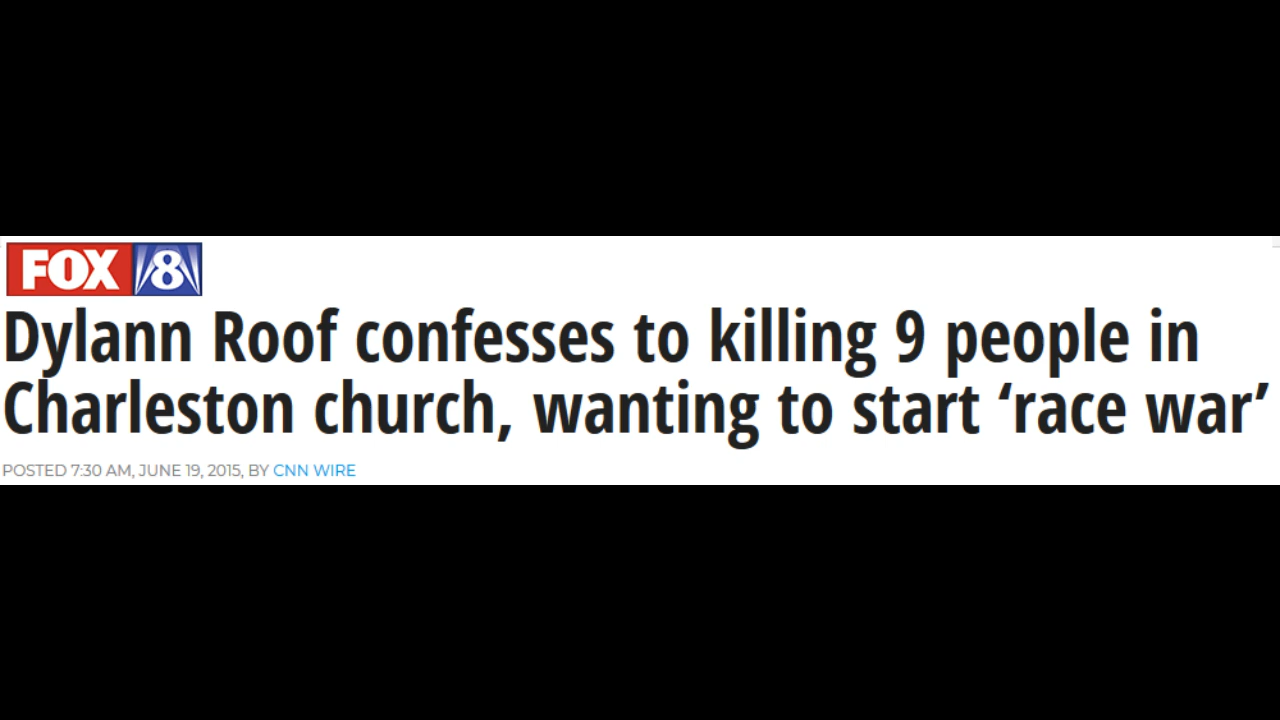 FOX 8
Dylann Roof confesses to killing 9 people in
Charleston church, wanting to start ‘race war’
POSTED 7:30 AM, JUNE 19, 2015, BY CNN WIRE